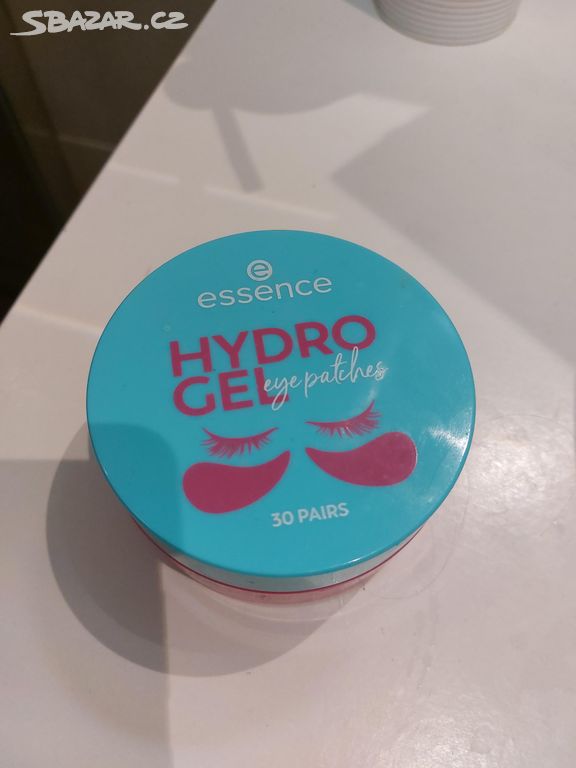 SBAZAR.CZ
e
essence
HYDRO
GEL eye patches
30 PAIRS